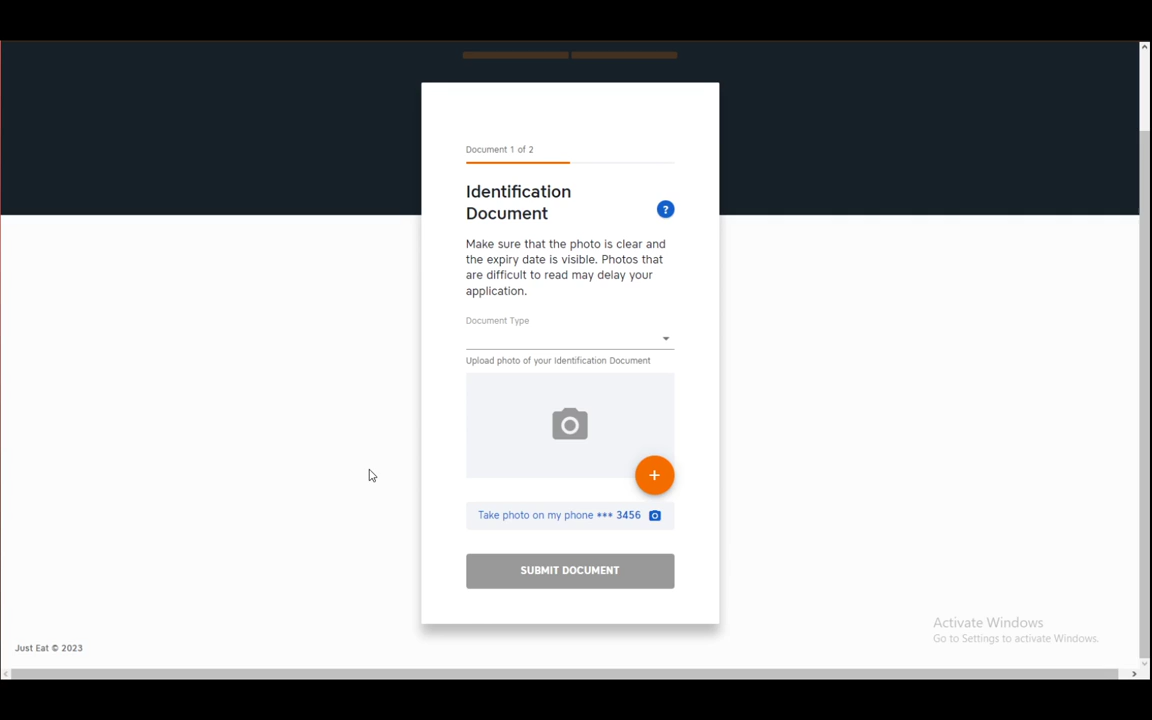 Document 1 of 2
Identification
Document
?
Make sure that the photo is clear and
the expiry date is visible. Photos that
are difficult to read may delay your
application.
Document Type
Upload photo of your Identification Document
+
Take photo on my phone *** 3456
SUBMIT DOCUMENT
Activate Windows
Go to Settings to activate Windows.
Just Eat © 2023